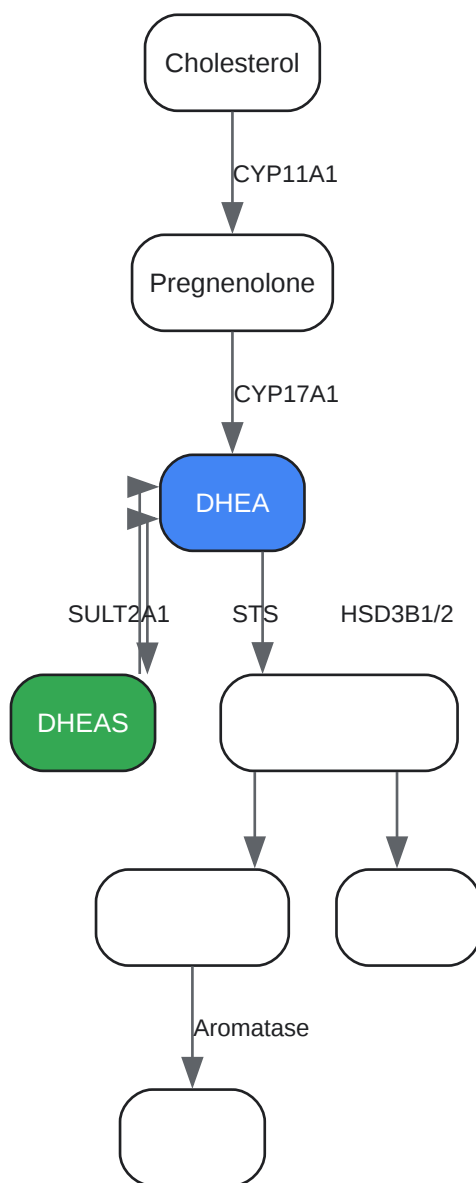 Cholesterol
CYP11A1
Pregnenolone
CYP17A1
DHEA
SULT2A1
STS
HSD3B1/2
DHEAS
Aromatase